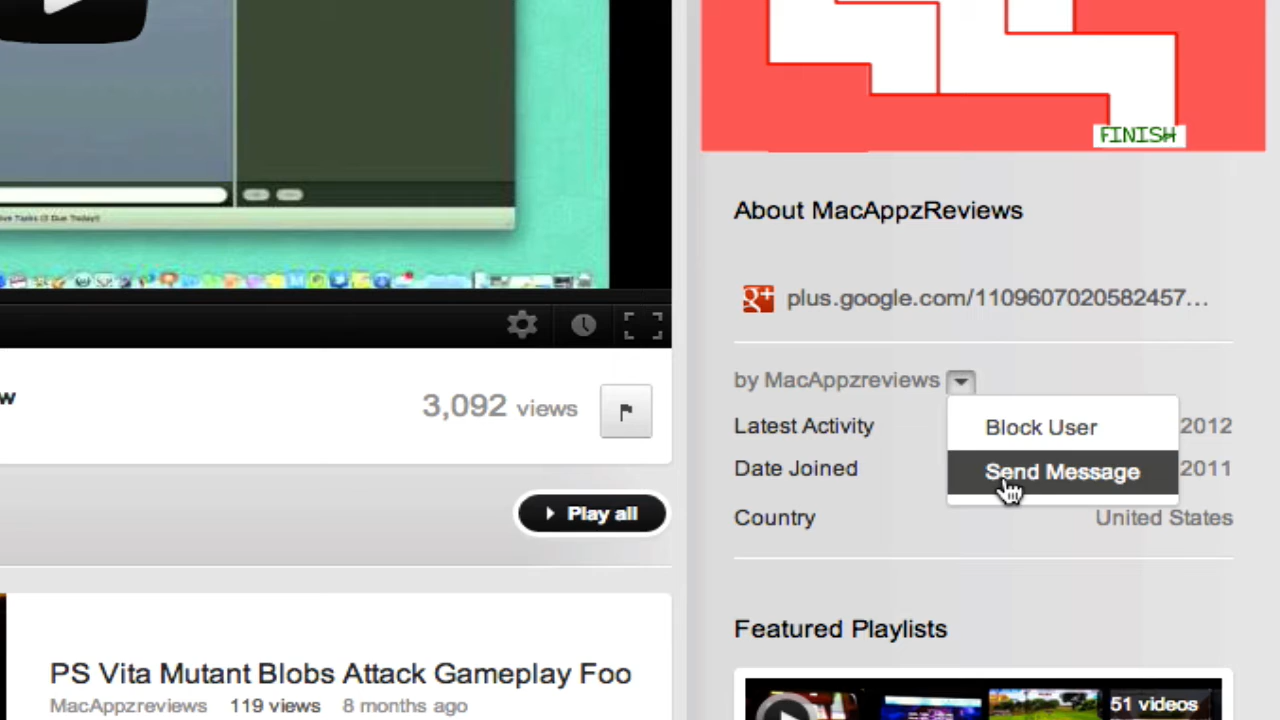 FINISH
About MacAppzReviews
plus.google.com/1109607020582457...
by MacAppzreviews
Block User
Latest Activity 2012
Send Message
Date Joined 2011
Country United States
w
3,092 views
Play all
Featured Playlists
PS Vita Mutant Blobs Attack Gameplay Foo
MacAppzreviews 119 views 8 months ago
51 videos